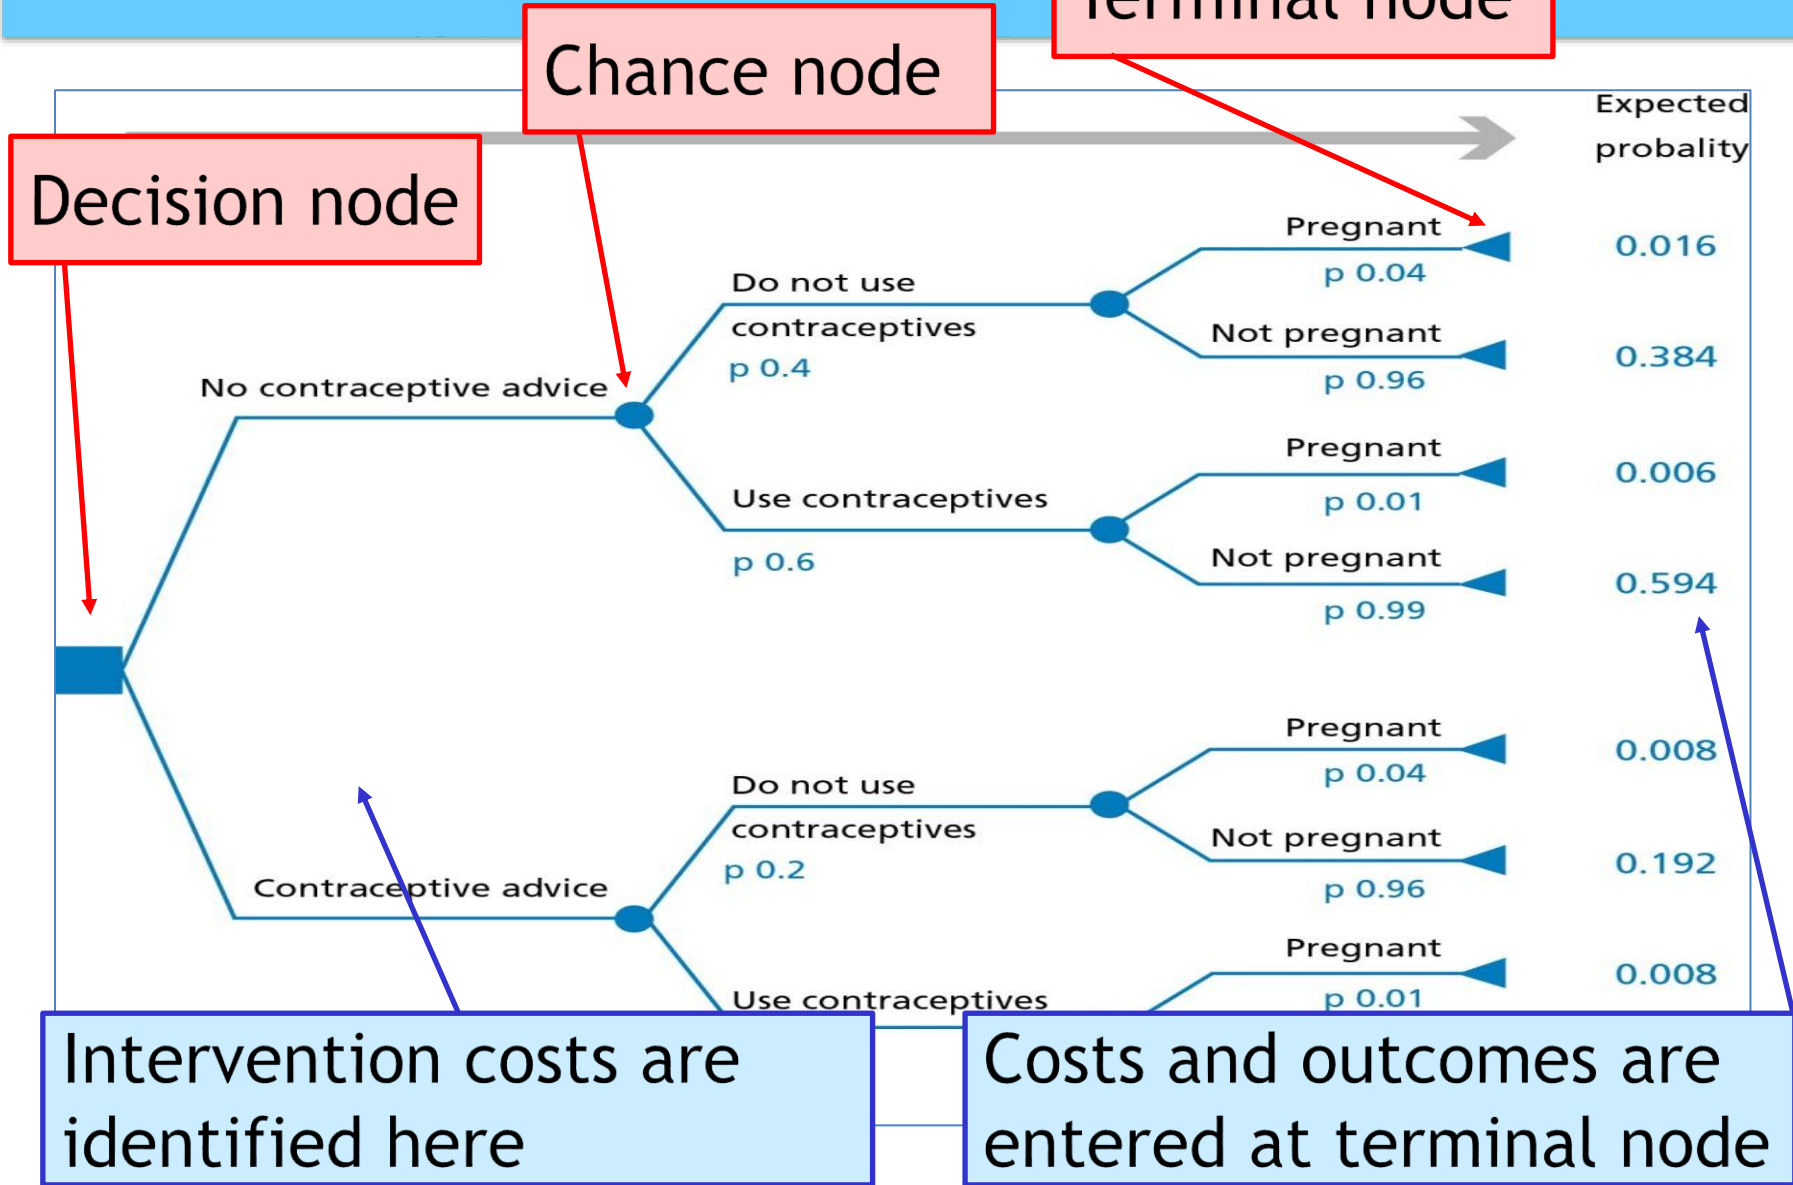 Terminal node
Chance node
Decision node
Expected
probality
Pregnant
p 0.04
0.016
Do not use
contraceptives
p 0.4
Not pregnant
p 0.96
0.384
No contraceptive advice
Pregnant
p 0.01
0.006
Use contraceptives
p 0.6
Not pregnant
p 0.99
0.594
Pregnant
p 0.04
0.008
Do not use
contraceptives
p 0.2
Not pregnant
p 0.96
0.192
Contraceptive advice
Pregnant
p 0.01
0.008
Use contraceptives
Intervention costs are
identified here
Costs and outcomes are
entered at terminal node